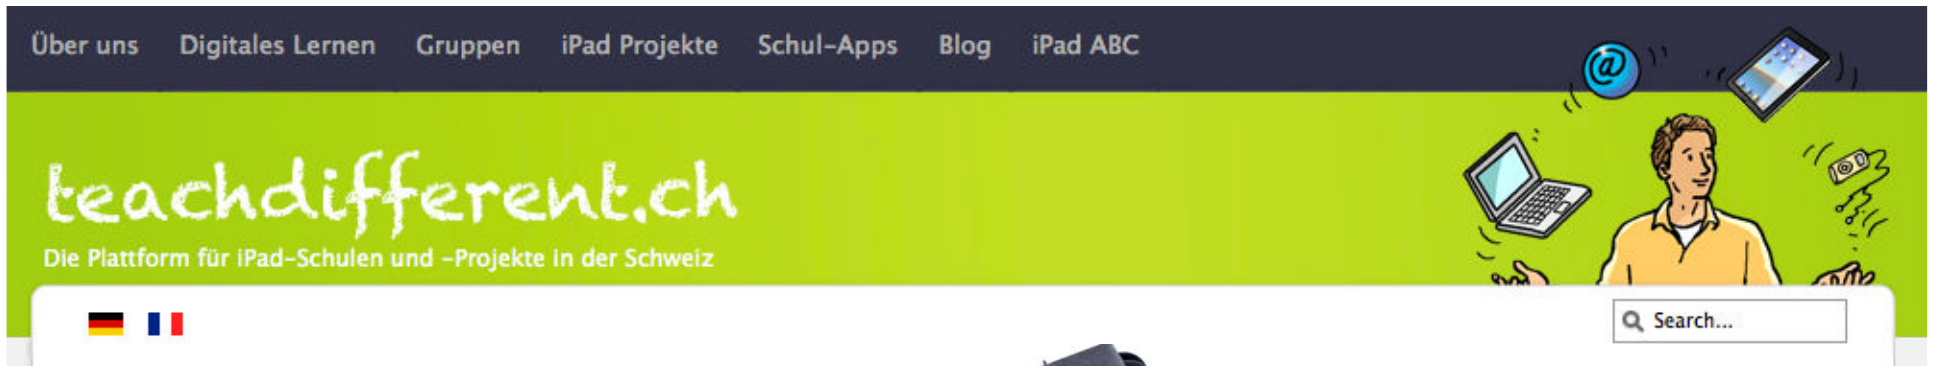 Über uns Digitales Lernen Gruppen iPad Projekte Schul-Apps Blog iPad ABC
@
teachdifferent.ch
Die Plattform für iPad-Schulen und -Projekte in der Schweiz
Search...